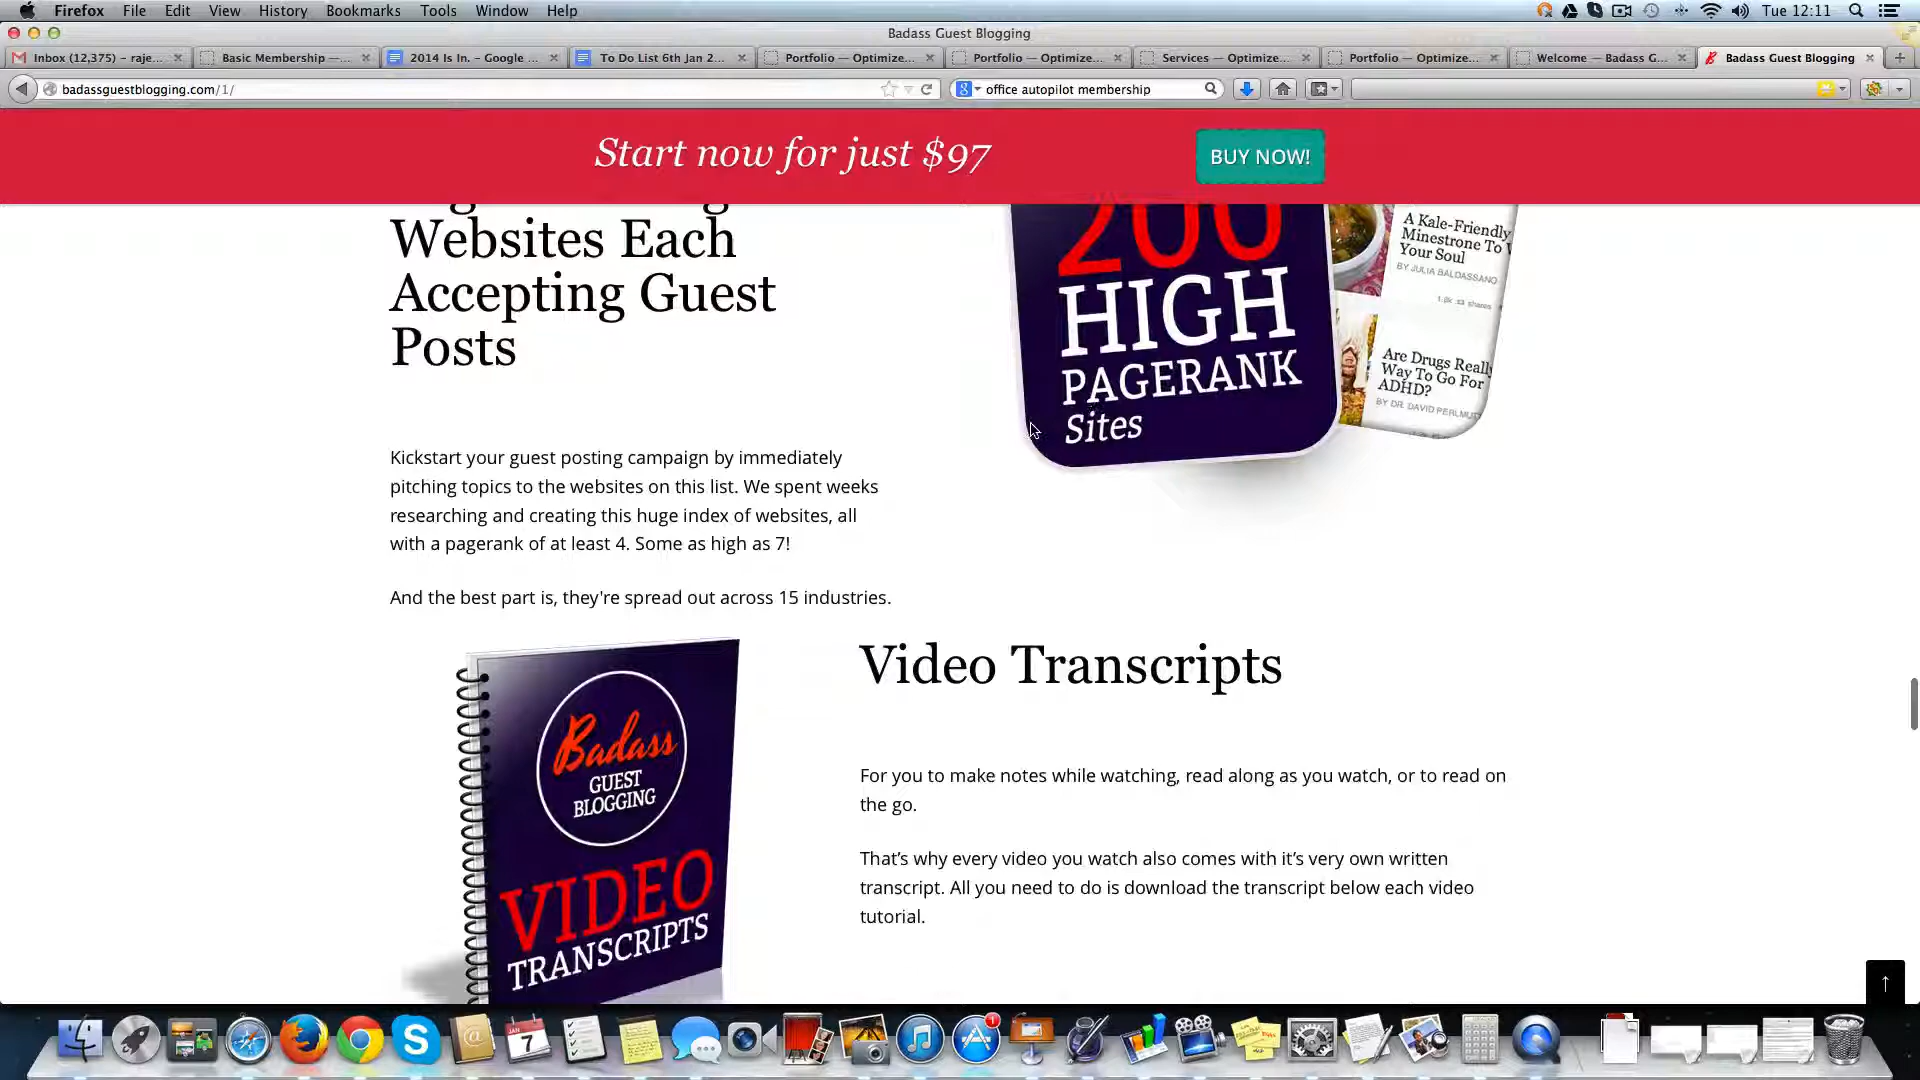 Firefox File Edit View History Bookmarks Tools Window Help Tue 12:11
Badass Guest Blogging
Inbox (12,375) – raje... Basic Membership —... 2014 Is In. – Google ... To Do List 6th Jan 2... Portfolio — Optimize... Portfolio — Optimize... Services — Optimize... Portfolio — Optimize... Welcome — Badass G... Badass Guest Blogging
badassguestblogging.com/1/ office autopilot membership
Start now for just $97 BUY NOW!
Websites Each
Accepting Guest
Posts
200
HIGH
PAGERANK
Sites
A Kale-Friendly
Minestrone To
Your Soul
BY JULIA BALDASSANO
1.8k shares
Are Drugs Really
Way To Go For
ADHD?
BY DR. DAVID PERLMUT
Kickstart your guest posting campaign by immediately
pitching topics to the websites on this list. We spent weeks
researching and creating this huge index of websites, all
with a pagerank of at least 4. Some as high as 7!
And the best part is, they're spread out across 15 industries.
Badass
GUEST
BLOGGING
VIDEO
TRANSCRIPTS
Video Transcripts
For you to make notes while watching, read along as you watch, or to read on
the go.
That's why every video you watch also comes with it's very own written
transcript. All you need to do is download the transcript below each video
tutorial.
JAN
7
1